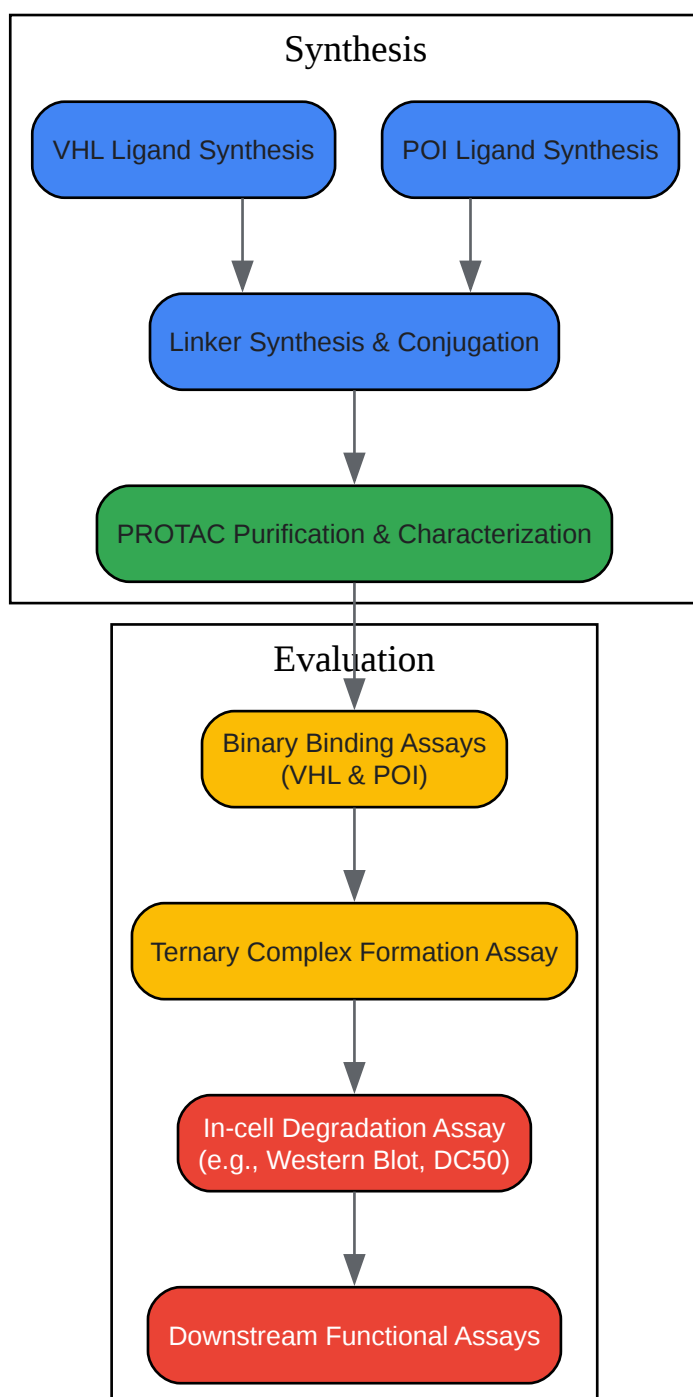 Synthesis
VHL Ligand Synthesis
POI Ligand Synthesis
Linker Synthesis & Conjugation
PROTAC Purification & Characterization
Evaluation
Binary Binding Assays
(VHL & POI)
Ternary Complex Formation Assay
In-cell Degradation Assay
(e.g., Western Blot, DC50)
Downstream Functional Assays